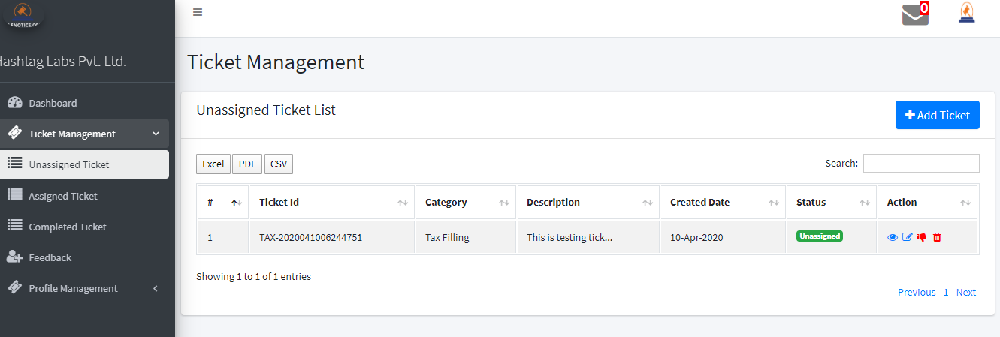 0
Hashtag Labs Pvt. Ltd.
Dashboard
Ticket Management
Unassigned Ticket
Assigned Ticket
Completed Ticket
Feedback
Profile Management
Ticket Management
Unassigned Ticket List
Add Ticket
Excel PDF CSV
Search:
# Ticket Id Category Description Created Date Status Action
1 TAX-2020041006244751 Tax Filling This is testing tick... 10-Apr-2020 Unassigned
Showing 1 to 1 of 1 entries
Previous 1 Next